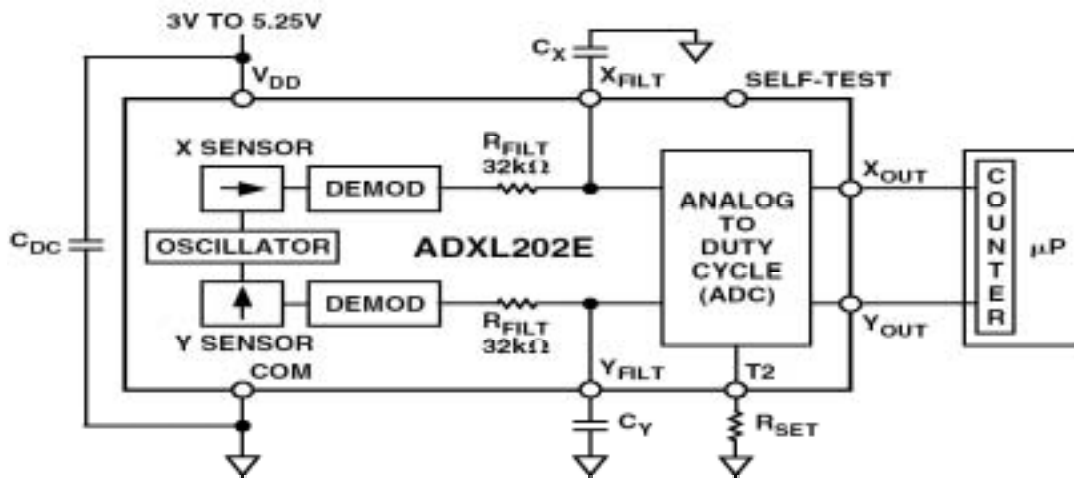 3V TO 5.25V
CX
VDD
XFILT
SELF-TEST
X SENSOR
RFILT
32kΩ
DEMOD
XOUT
CDC
OSCILLATOR
ADXL202E
ANALOG
TO
DUTY
CYCLE
(ADC)
COUNTER
μP
DEMOD
RFILT
32kΩ
Y SENSOR
YOUT
COM
YFILT
T2
CY
RSET